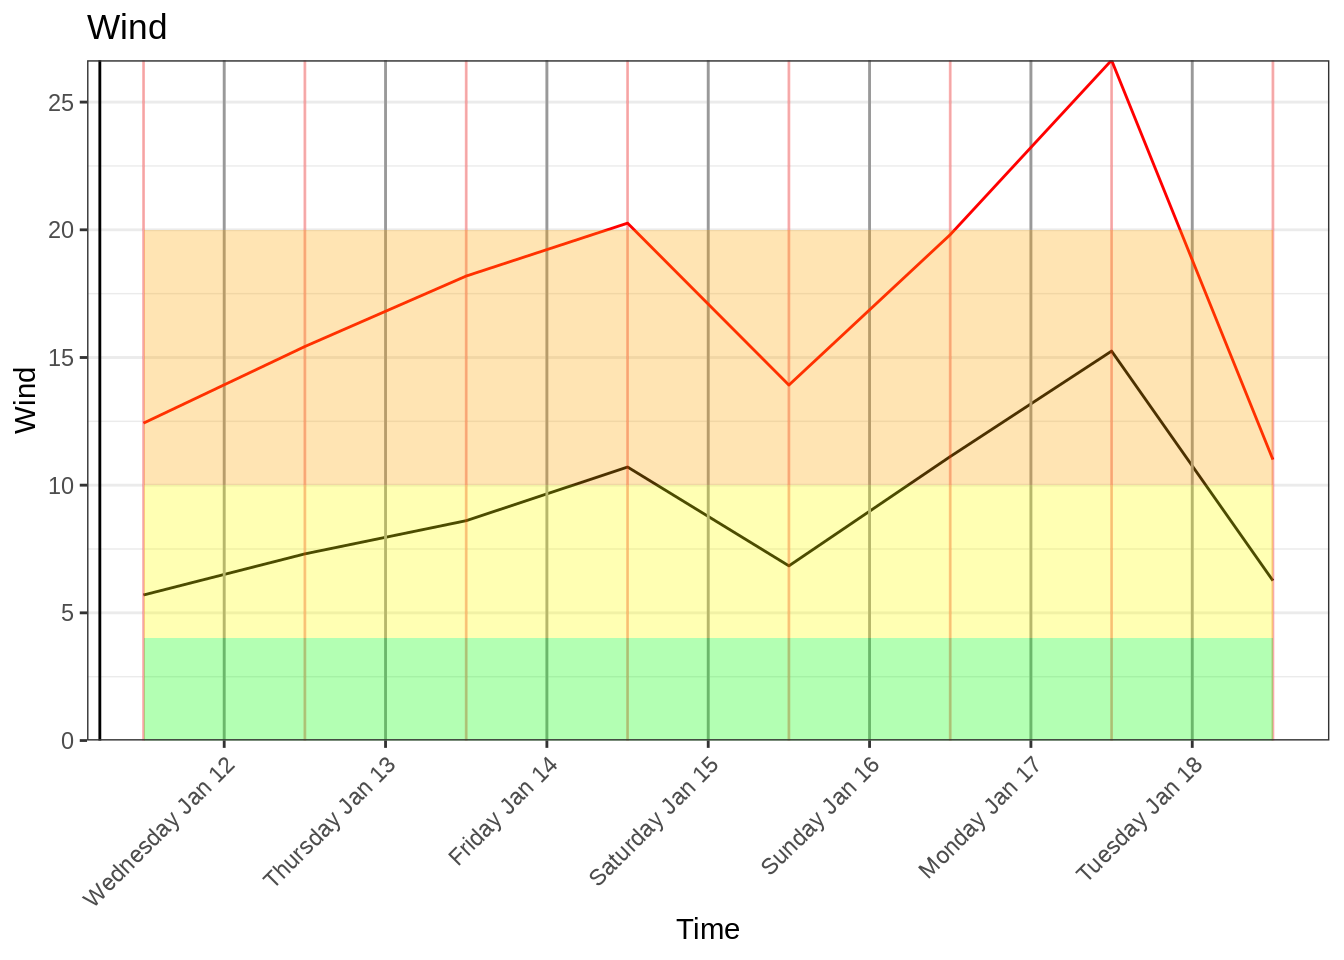 Wind
25
20
15
10
5
0
Wind
Wednesday Jan 12
Thursday Jan 13
Friday Jan 14
Saturday Jan 15
Sunday Jan 16
Monday Jan 17
Tuesday Jan 18
Time